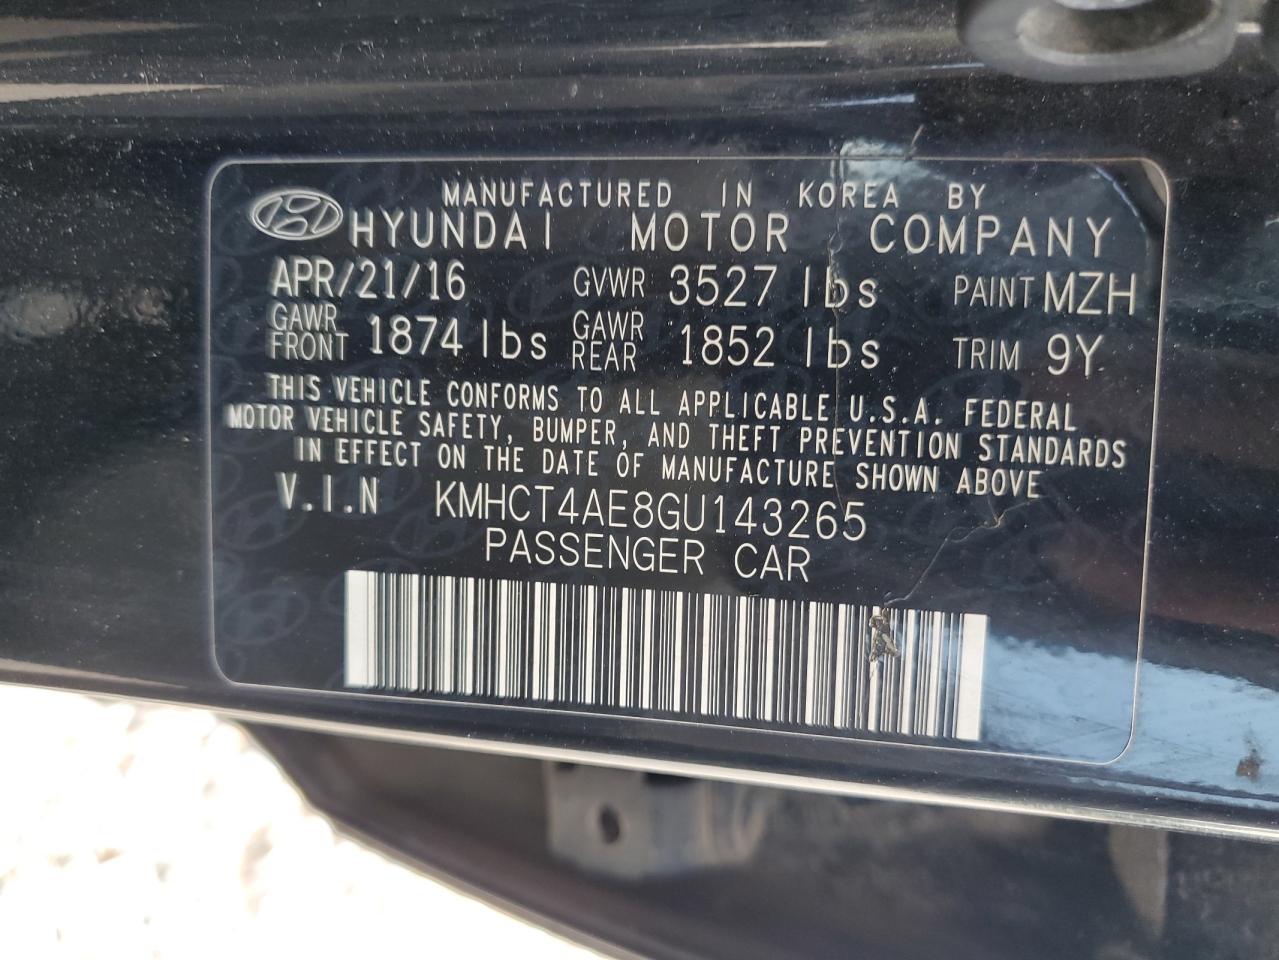 MANUFACTURED IN KOREA BY
HYUNDAI MOTOR COMPANY
APR/21/16 GVWR 3527 lbs PAINT MZH
GAWR FRONT 1874 lbs GAWR REAR 1852 lbs TRIM 9Y
THIS VEHICLE CONFORMS TO ALL APPLICABLE U.S.A. FEDERAL
MOTOR VEHICLE SAFETY, BUMPER, AND THEFT PREVENTION STANDARDS
IN EFFECT ON THE DATE OF MANUFACTURE SHOWN ABOVE
V.I.N KMHCT4AE8GU143265
PASSENGER CAR